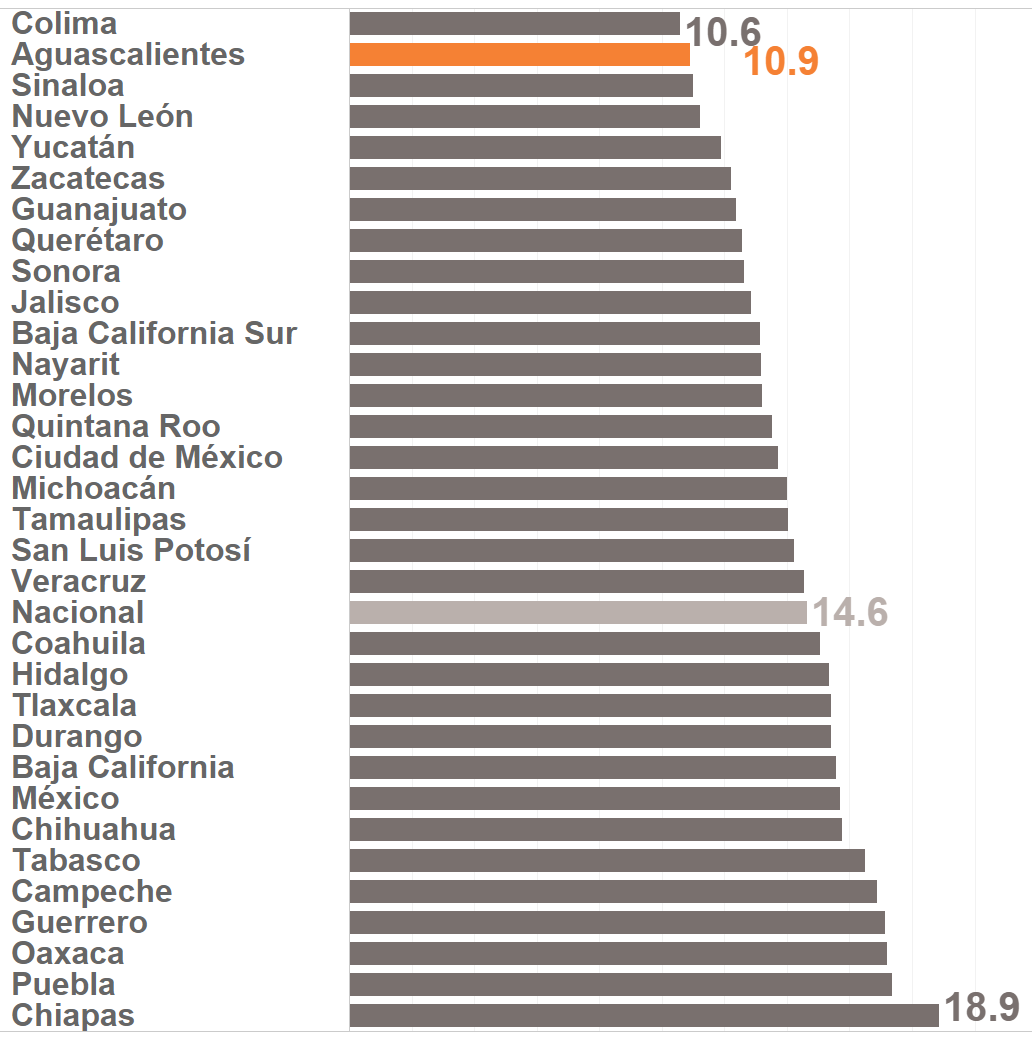 Colima 10.6
Aguascalientes 10.9
Sinaloa
Nuevo León
Yucatán
Zacatecas
Guanajuato
Querétaro
Sonora
Jalisco
Baja California Sur
Nayarit
Morelos
Quintana Roo
Ciudad de México
Michoacán
Tamaulipas
San Luis Potosí
Veracruz
Nacional 14.6
Coahuila
Hidalgo
Tlaxcala
Durango
Baja California
México
Chihuahua
Tabasco
Campeche
Guerrero
Oaxaca
Puebla
Chiapas 18.9